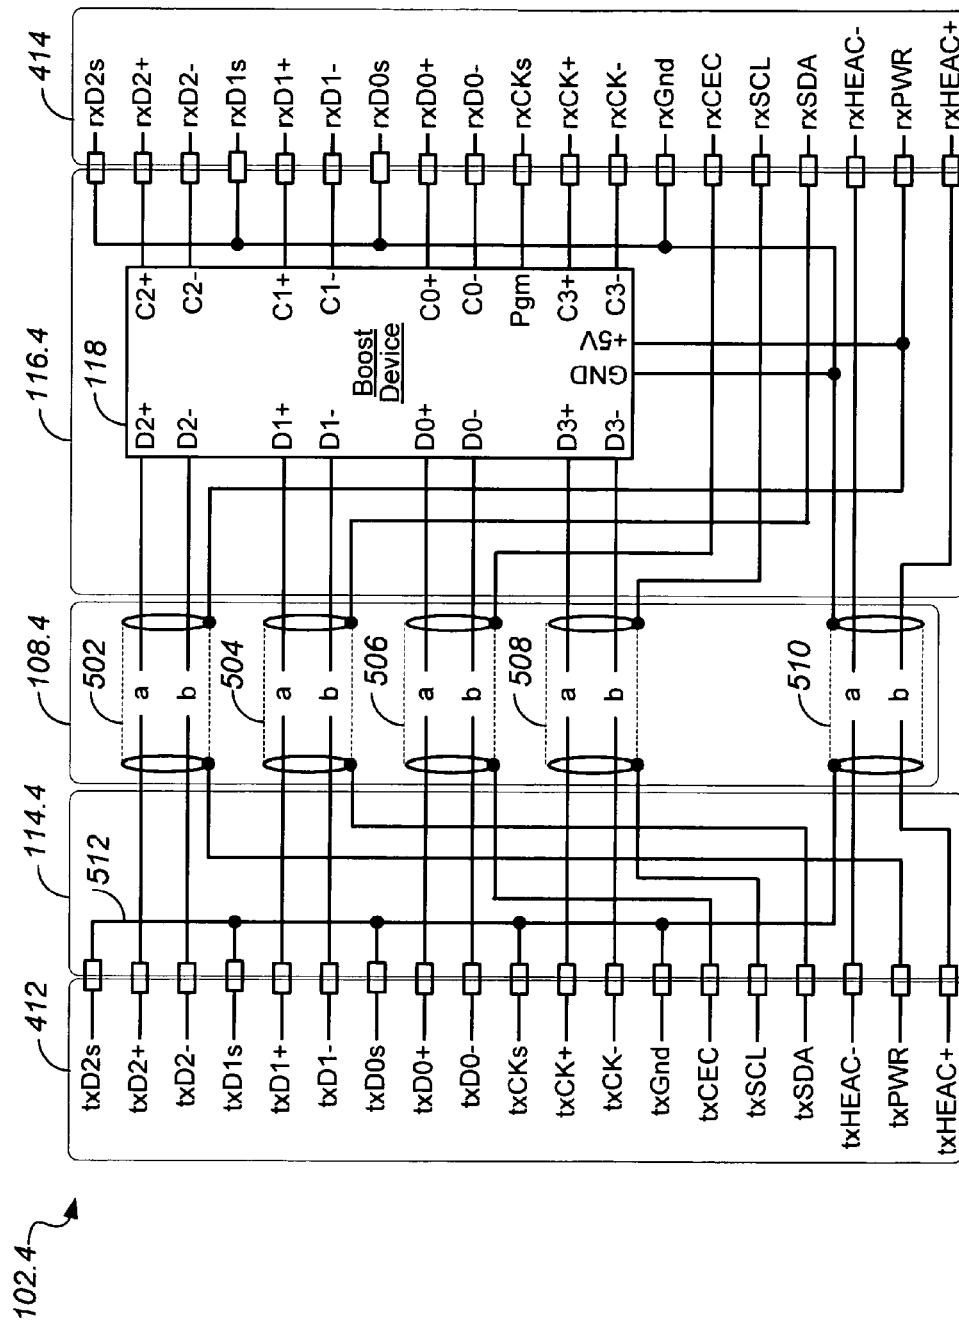 102.4
412
114.4
108.4
116.4
414
512
502
504
506
508
510
118
txD2s
txD2+
txD2-
txD1s
txD1+
txD1-
txD0s
txD0+
txD0-
txCKs
txCK+
txCK-
txGnd
txCEC
txSCL
txSDA
txHEAC-
txPWR
txHEAC+
a
b
a
b
a
b
a
b
a
b
D2+
D2-
D1+
D1-
D0+
D0-
D3+
D3-
Boost
Device
GND
+5V
C2+
C2-
C1+
C1-
C0+
C0-
Pgm
C3+
C3-
rxD2s
rxD2+
rxD2-
rxD1s
rxD1+
rxD1-
rxD0s
rxD0+
rxD0-
rxCKs
rxCK+
rxCK-
rxGnd
rxCEC
rxSCL
rxSDA
rxHEAC-
rxPWR
rxHEAC+